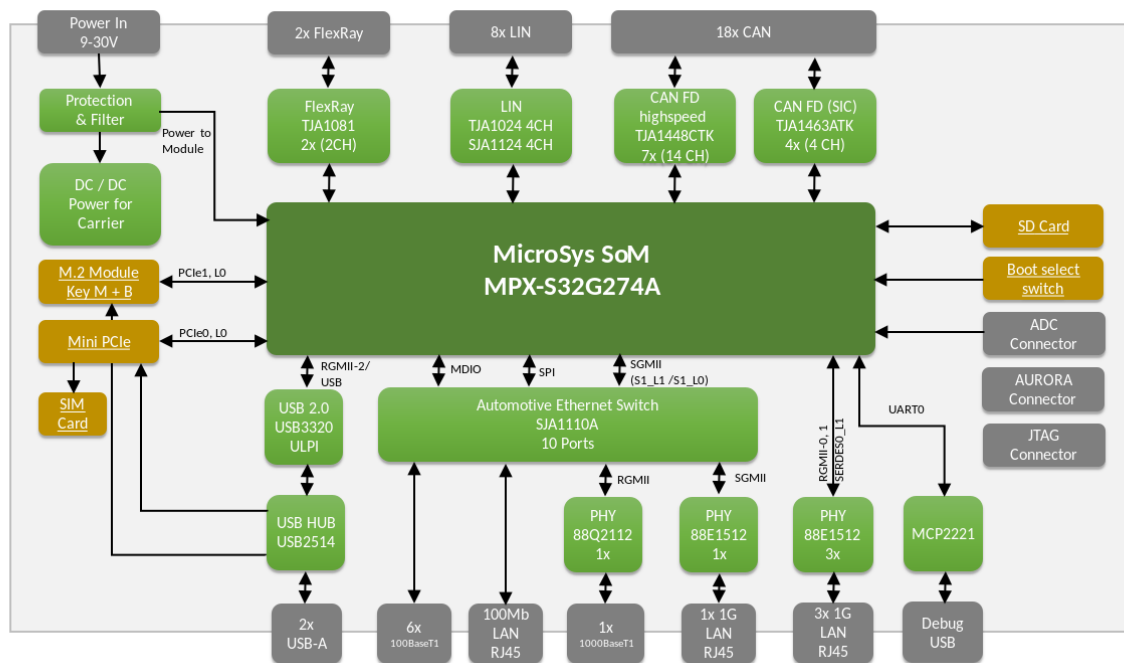 Power In
9-30V
2x FlexRay
8x LIN
18x CAN
Protection
& Filter
Power to
Module
FlexRay
TJA1081
2x (2CH)
LIN
TJA1024 4CH
SJA1124 4CH
CAN FD
highspeed
TJA1448CTK
7x (14 CH)
CAN FD (SIC)
TJA1463ATK
4x (4 CH)
DC / DC
Power for
Carrier
MicroSys SoM
MPX-S32G274A
SD Card
M.2 Module
Key M + B
PCIe1, L0
Boot select
switch
Mini PCIe
PCIe0, L0
ADC
Connector
RGMII-2/
USB
MDIO
SPI
SGMII
(S1_L1 /S1_L0)
AURORA
Connector
SIM
Card
USB 2.0
USB3320
ULPI
Automotive Ethernet Switch
SJA1110A
10 Ports
RGMII-0, 1
SERDES0_L1
UART0
JTAG
Connector
RGMII
SGMII
USB HUB
USB2514
PHY
88Q2112
1x
PHY
88E1512
1x
PHY
88E1512
3x
MCP2221
2x
USB-A
6x
100BaseT1
100Mb
LAN
RJ45
1x
1000BaseT1
1x 1G
LAN
RJ45
3x 1G
LAN
RJ45
Debug
USB